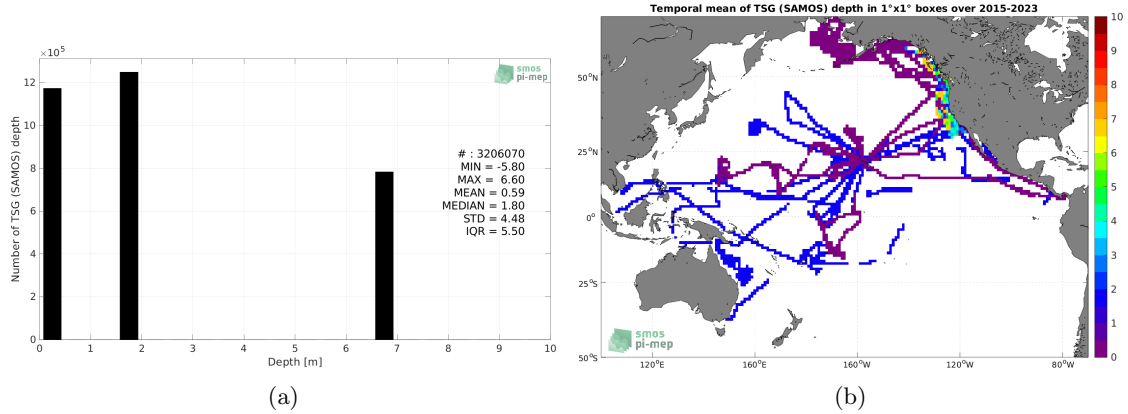 ×10⁵
Number of TSG (SAMOS) depth
12
10
8
6
4
2
0
0 1 2 3 4 5 6 7 8 9 10
Depth [m]
smos
pi-mep
# : 3206070
MIN = -5.80
MAX = 6.60
MEAN = 0.59
MEDIAN = 1.80
STD = 4.48
IQR = 5.50
(a)
Temporal mean of TSG (SAMOS) depth in 1°x1° boxes over 2015-2023
50°N
25°N
0°
25°S
50°S
120°E 160°E 160°W 120°W 80°W
smos
pi-mep
10
9
8
7
6
5
4
3
2
1
0
(b)